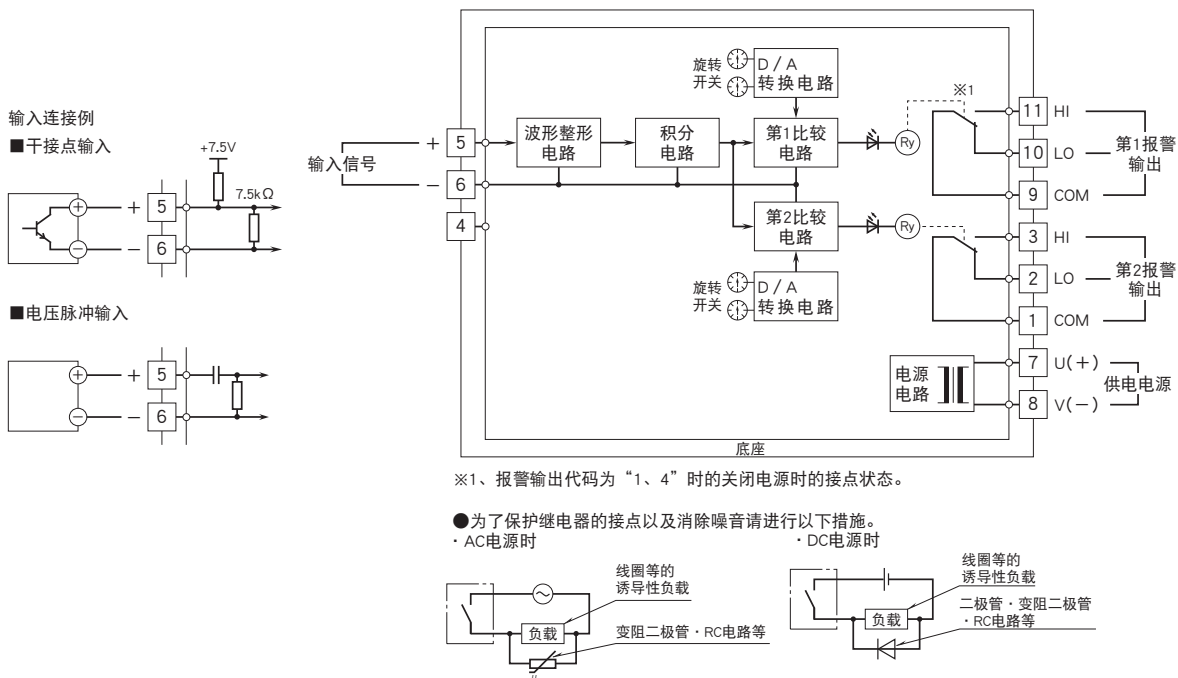 输入连接例
■干接点输入
+7.5V
7.5kΩ
+
5
−
6
■电压脉冲输入
+
5
−
6
输入信号
+
5
−
6
4
旋转
开关
D/A
转换电路
波形整形
电路
积分
电路
第1比较
电路
Ry
※1
第2比较
电路
Ry
旋转
开关
D/A
转换电路
11 HI
10 LO
9 COM
第1报警
输出
3 HI
2 LO
1 COM
第2报警
输出
电源
电路
7 U(+)
8 V(−)
供电电源
底座
※1、报警输出代码为“1、4”时的关闭电源时的接点状态。
●为了保护继电器的接点以及消除噪音请进行以下措施。
・AC电源时
线圈等的
诱导性负载
负载
变阻二极管・RC电路等
・DC电源时
线圈等的
诱导性负载
负载
二极管・变阻二极管
・RC电路等